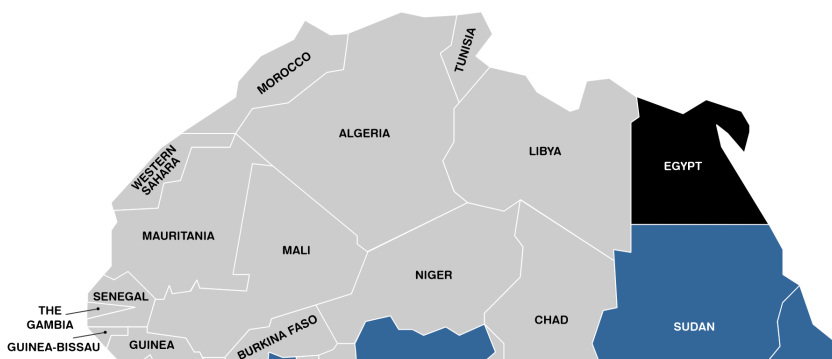 MOROCCO
TUNISIA
ALGERIA
LIBYA
EGYPT
WESTERN
SAHARA
MAURITANIA
MALI
NIGER
SENEGAL
THE
GAMBIA
CHAD
SUDAN
BURKINA FASO
GUINEA-BISSAU
GUINEA